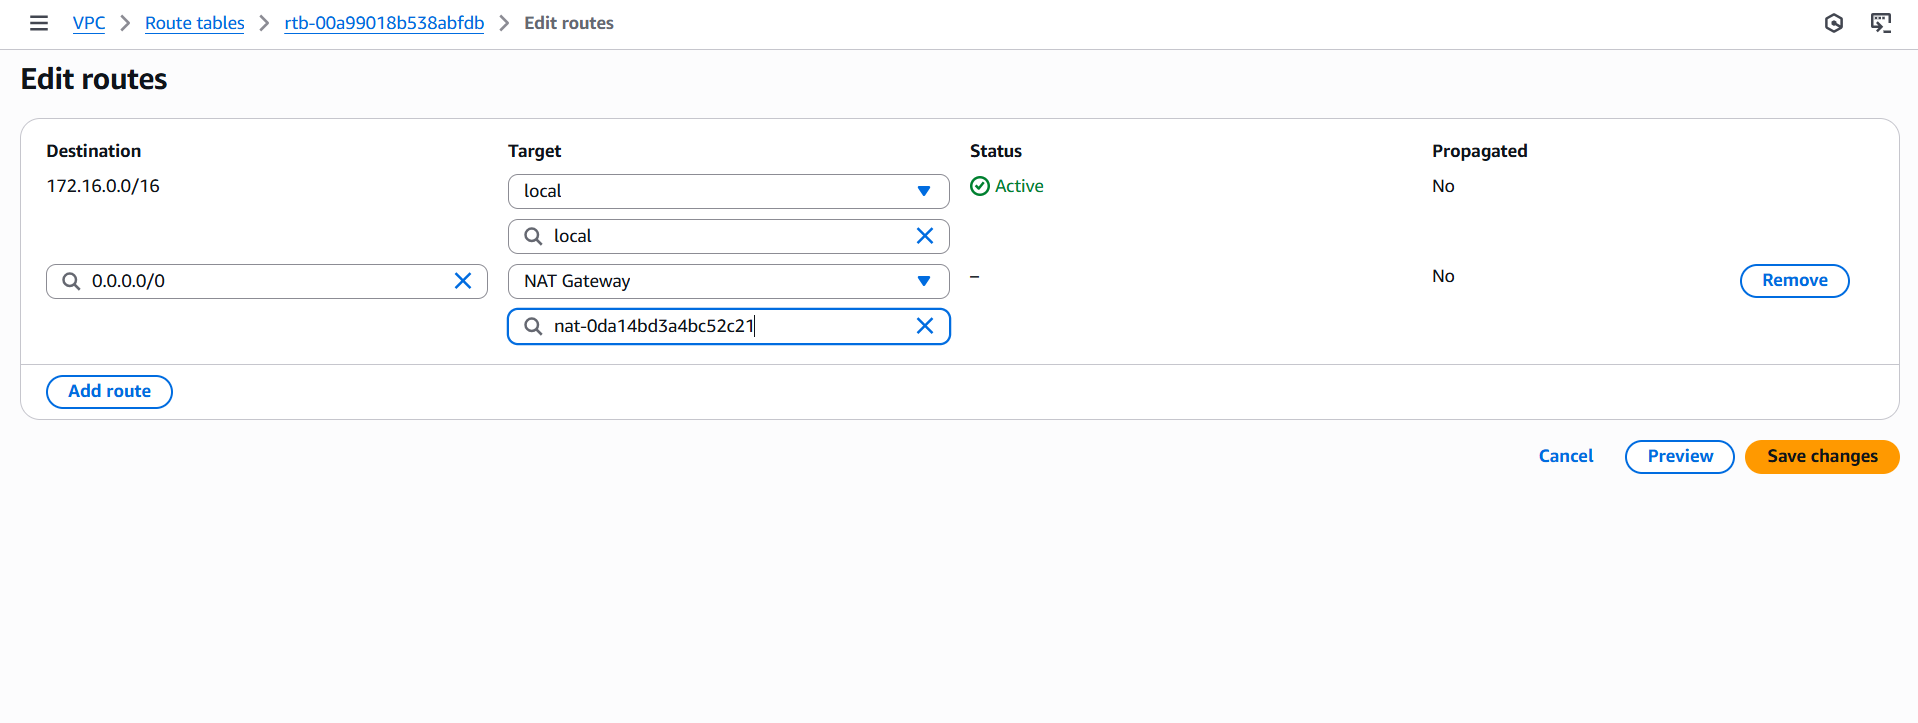 VPC > Route tables > rtb-00a99018b538abfdb > Edit routes
Edit routes
Destination Target Status Propagated
172.16.0.0/16 local Active No
local
0.0.0.0/0 NAT Gateway – No Remove
nat-0da14bd3a4bc52c21
Add route
Cancel Preview Save changes